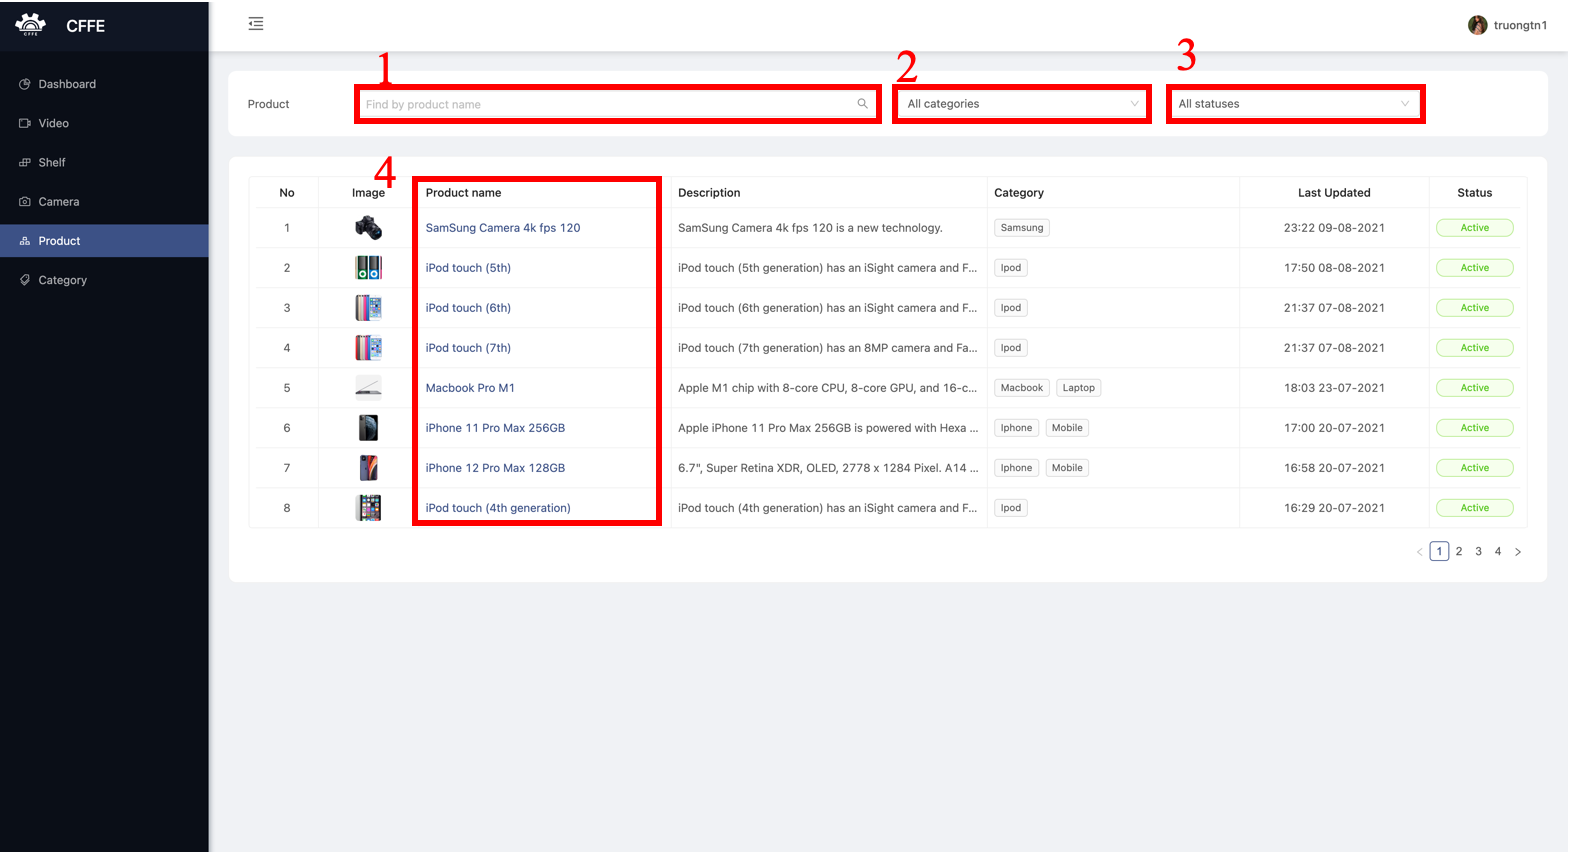 CFFE
CFFE
truongtn1
Dashboard
Video
Shelf
Camera
Product
Category
1
2
3
Product
Find by product name
All categories
All statuses
4
No Image Product name Description Category Last Updated Status
1 SamSung Camera 4k fps 120 SamSung Camera 4k fps 120 is a new technology. Samsung 23:22 09-08-2021 Active
2 iPod touch (5th) iPod touch (5th generation) has an iSight camera and F... Ipod 17:50 08-08-2021 Active
3 iPod touch (6th) iPod touch (6th generation) has an iSight camera and F... Ipod 21:37 07-08-2021 Active
4 iPod touch (7th) iPod touch (7th generation) has an 8MP camera and Fa... Ipod 21:37 07-08-2021 Active
5 Macbook Pro M1 Apple M1 chip with 8-core CPU, 8-core GPU, and 16-c... Macbook Laptop 18:03 23-07-2021 Active
6 iPhone 11 Pro Max 256GB Apple iPhone 11 Pro Max 256GB is powered with Hexa ... Iphone Mobile 17:00 20-07-2021 Active
7 iPhone 12 Pro Max 128GB 6.7", Super Retina XDR, OLED, 2778 x 1284 Pixel. A14 ... Iphone Mobile 16:58 20-07-2021 Active
8 iPod touch (4th generation) iPod touch (4th generation) has an iSight camera and F... Ipod 16:29 20-07-2021 Active
< 1 2 3 4 >